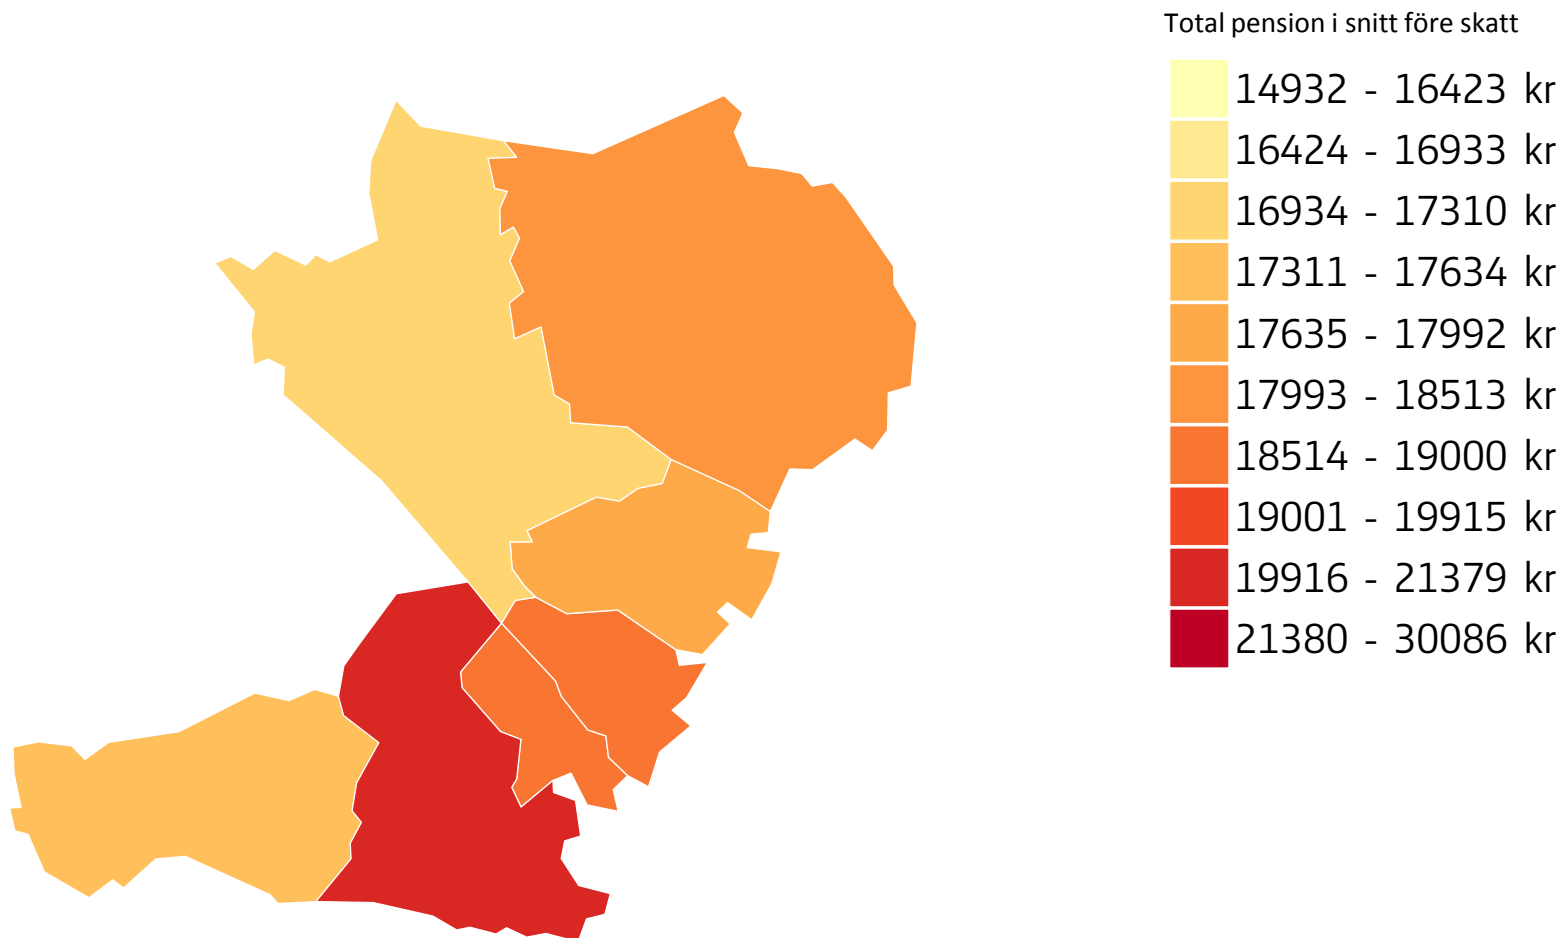 Total pension i snitt före skatt
14932 - 16423 kr
16424 - 16933 kr
16934 - 17310 kr
17311 - 17634 kr
17635 - 17992 kr
17993 - 18513 kr
18514 - 19000 kr
19001 - 19915 kr
19916 - 21379 kr
21380 - 30086 kr